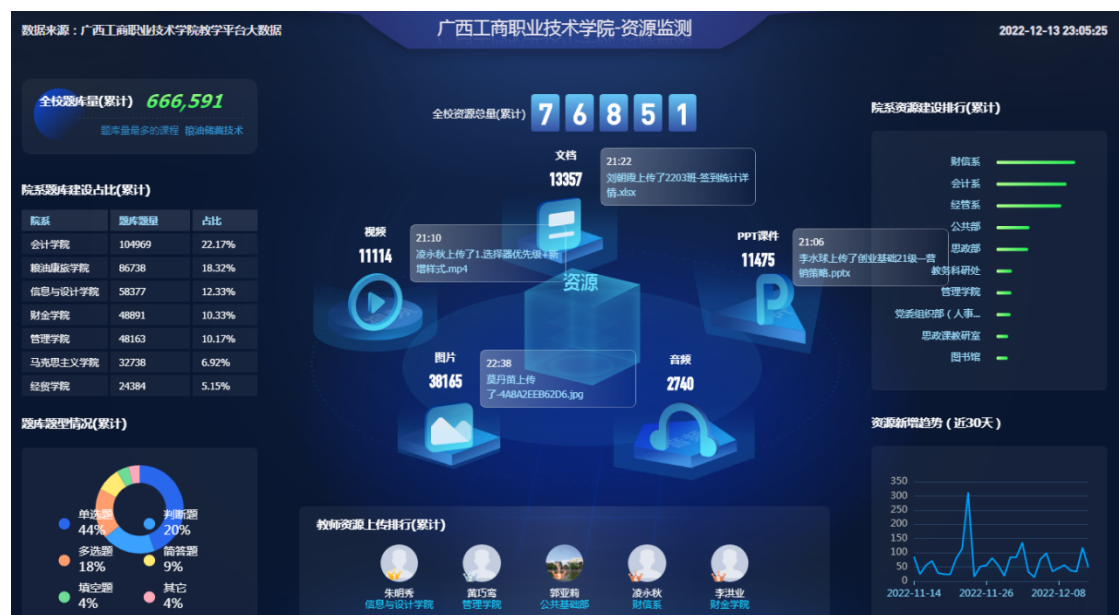 数据来源：广西工商职业技术学院教学平台大数据
广西工商职业技术学院-资源监测
2022-12-13 23:05:25
全校题库量(累计) 666,591
题库量最多的课程 粮油储藏技术
院系题库建设占比(累计)
院系 题库题量 占比
会计学院 104969 22.17%
粮油康旅学院 86738 18.32%
信息与设计学院 58377 12.33%
财金学院 48891 10.33%
管理学院 48163 10.17%
马克思主义学院 32738 6.92%
经贸学院 24384 5.15%
题库题型情况(累计)
单选题 判断题
44% 20%
多选题 简答题
18% 9%
填空题 其它
4% 4%
全校资源总量(累计) 76851
文档
13357
21:22
刘朝霞上传了2203班-签到统计详
情.xlsx
视频
11114
21:10
凌永秋上传了1.选择器优先级+新
增样式.mp4
PPT课件
11475
21:06
李水球上传了创业基础21级—营
销策略.pptx
资源
图片
38165
22:38
莫丹苗上传
了-4A8A2EEB62D6.jpg
音频
2740
教师资源上传排行(累计)
朱明秀 黄巧鸾 郭亚莉 凌永秋 李洪业
信息与设计学院 管理学院 公共基础部 财信系 财金学院
院系资源建设排行(累计)
财信系
会计系
经管系
公共部
思政部
教务科研处
管理学院
党委组织部（人事...
思政课教研室
图书馆
资源新增趋势（近30天）
350
300
250
200
150
100
50
0
2022-11-14 2022-11-26 2022-12-08